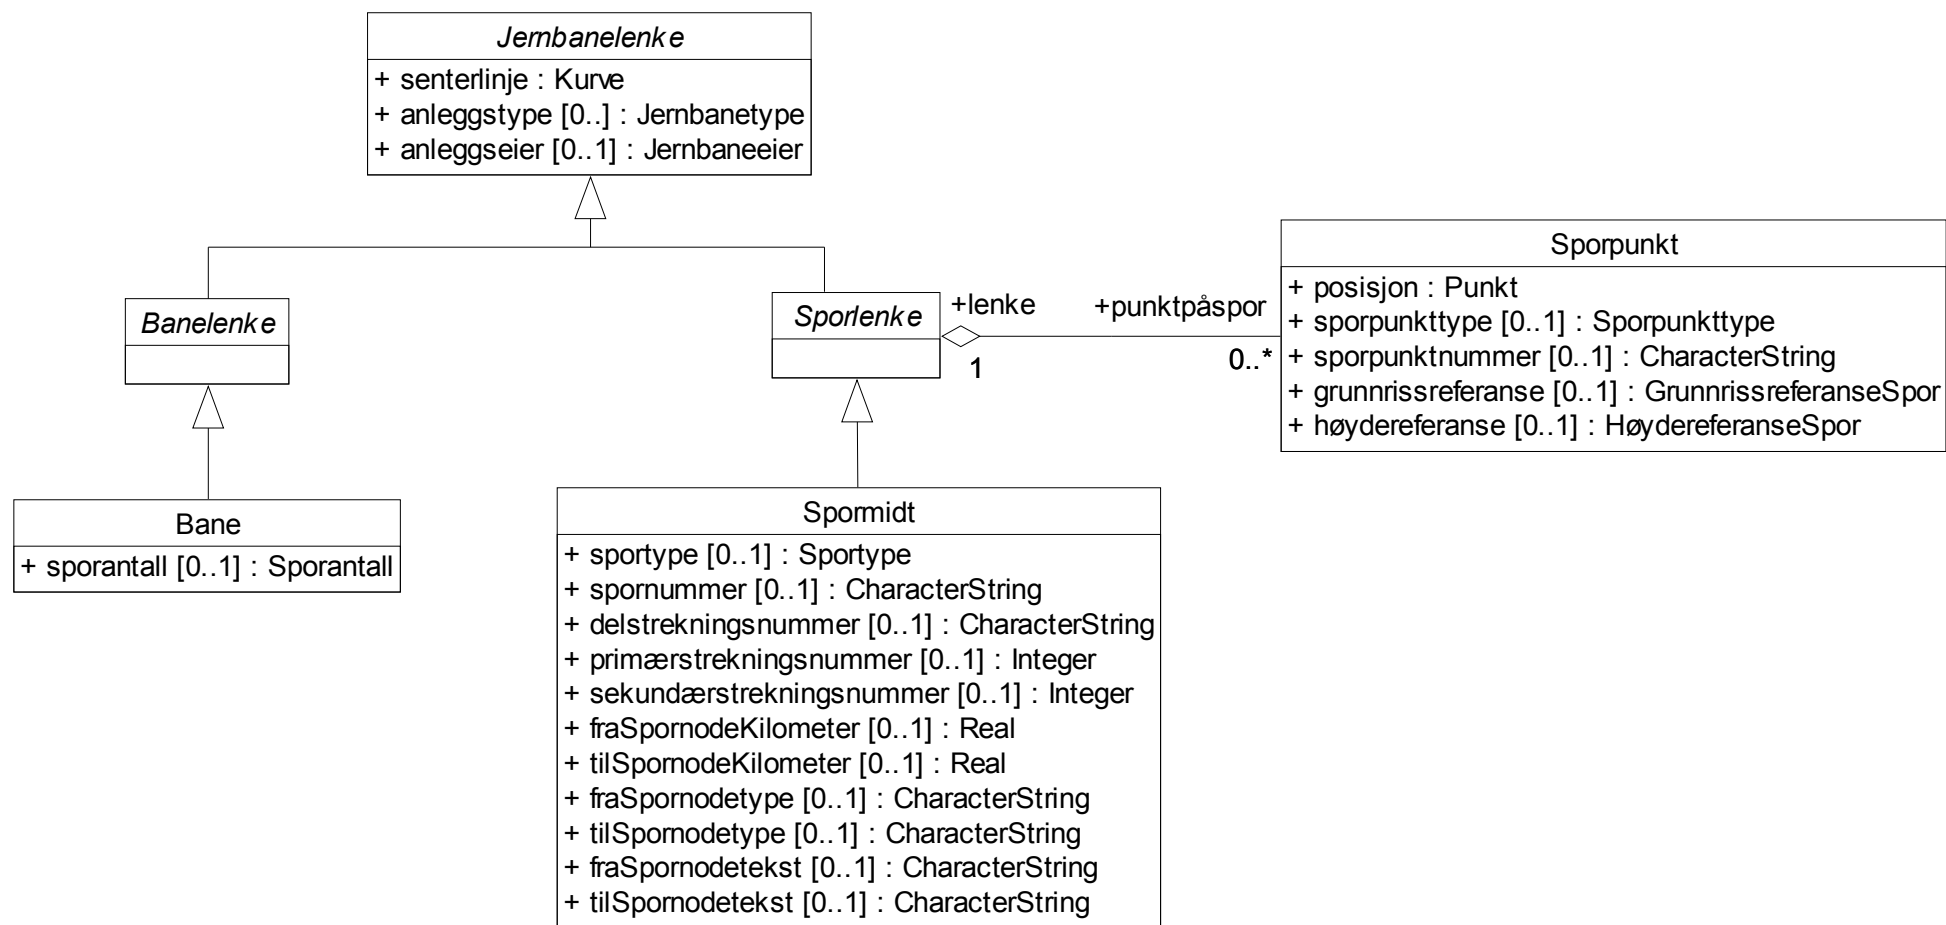 Jernbanelenke
+ senterlinje : Kurve
+ anleggstype [0..] : Jernbanetype
+ anleggseier [0..1] : Jernbaneeier
Banelenke
Sporlenke
+lenke
+punktpåspor
1
0..*
Sporpunkt
+ posisjon : Punkt
+ sporpunkttype [0..1] : Sporpunkttype
+ sporpunktnummer [0..1] : CharacterString
+ grunnrissreferanse [0..1] : GrunnrissreferanseSpor
+ høydereferanse [0..1] : HøydereferanseSpor
Bane
+ sporantall [0..1] : Sporantall
Spormidt
+ sportype [0..1] : Sportype
+ spornummer [0..1] : CharacterString
+ delstrekningsnummer [0..1] : CharacterString
+ primærstrekningsnummer [0..1] : Integer
+ sekundærstrekningsnummer [0..1] : Integer
+ fraSpornodeKilometer [0..1] : Real
+ tilSpornodeKilometer [0..1] : Real
+ fraSpornodetype [0..1] : CharacterString
+ tilSpornodetype [0..1] : CharacterString
+ fraSpornodetekst [0..1] : CharacterString
+ tilSpornodetekst [0..1] : CharacterString